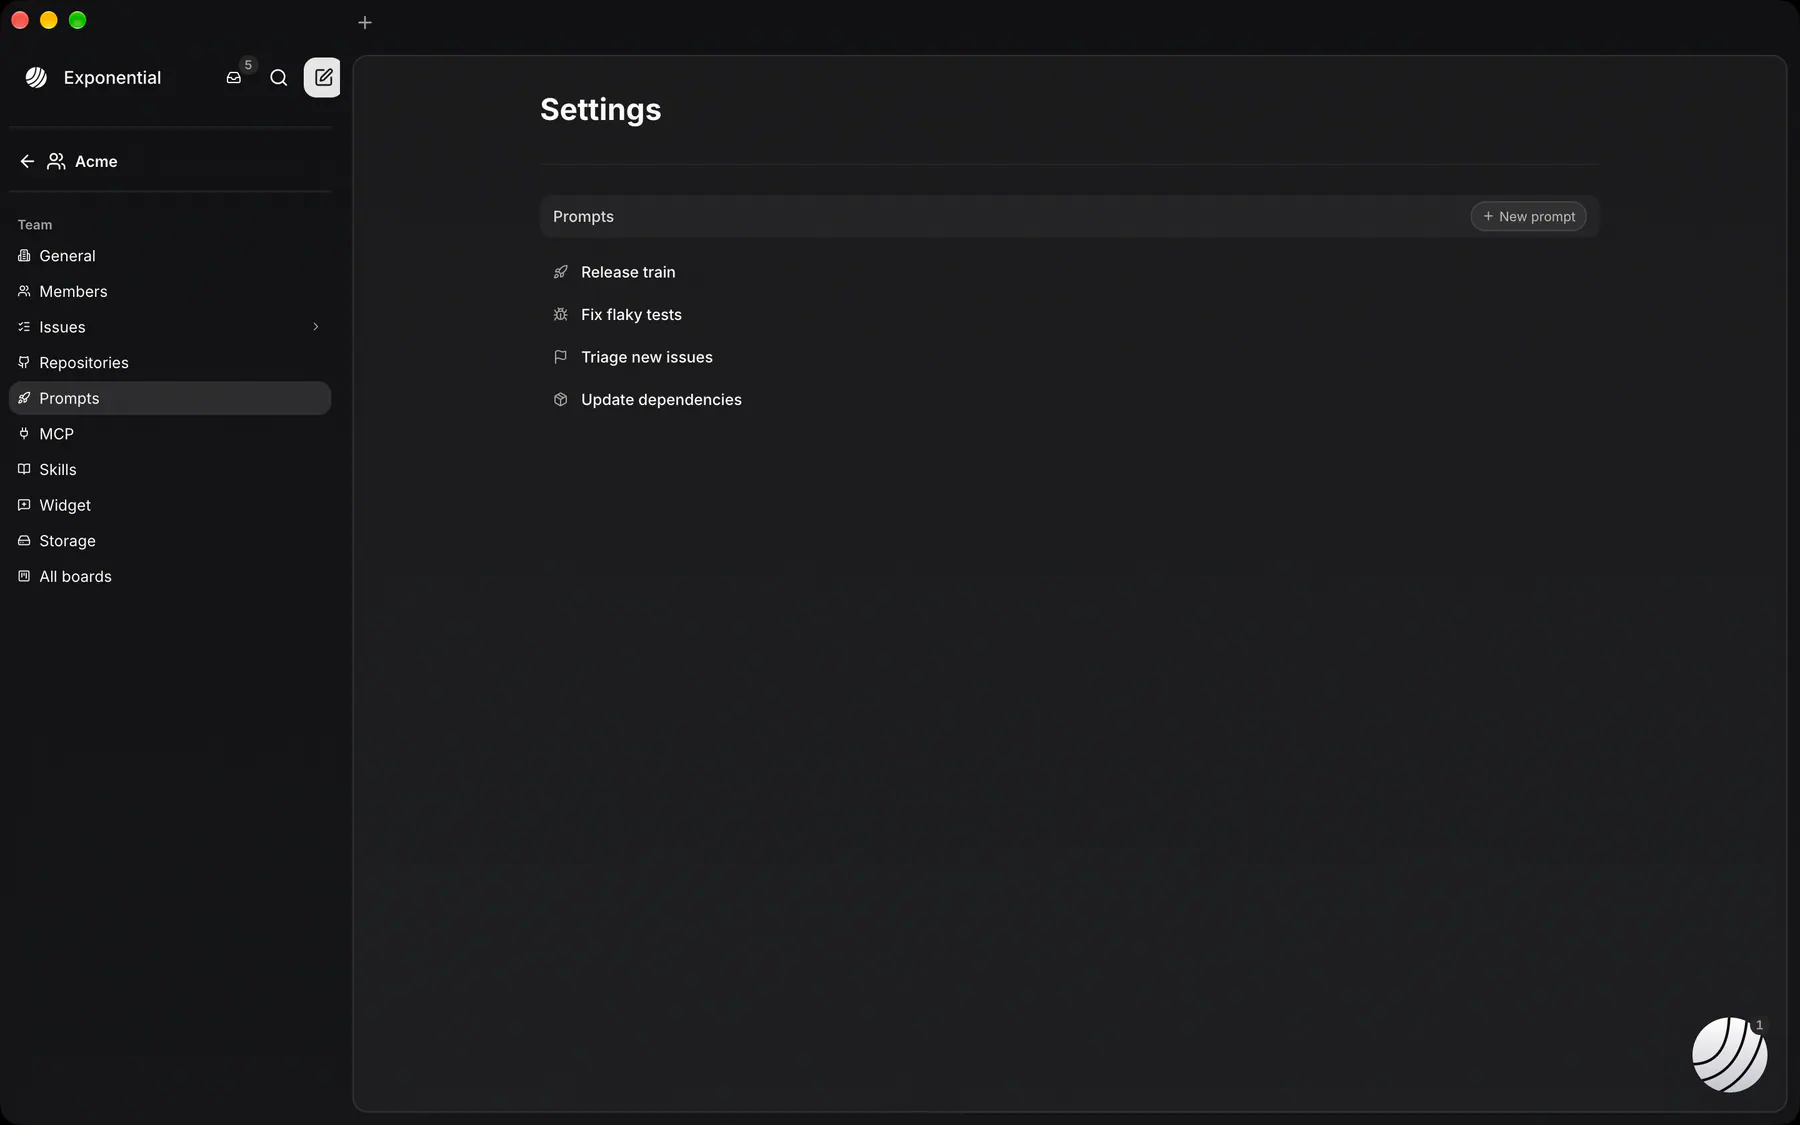 Exponential
5
Acme
Team
General
Members
Issues
Repositories
Prompts
MCP
Skills
Widget
Storage
All boards
Settings
Prompts
New prompt
Release train
Fix flaky tests
Triage new issues
Update dependencies
1